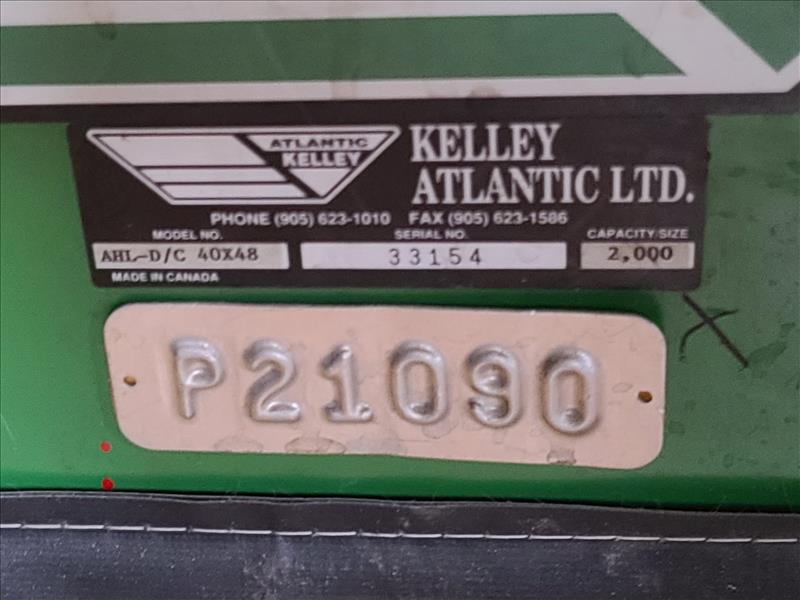 ATLANTIC
KELLEY
KELLEY
ATLANTIC LTD.
PHONE (905) 623-1010 FAX (905) 623-1586
MODEL NO. SERIAL NO. CAPACITY/SIZE
AHL-D/C 40X48 33154 2,000
MADE IN CANADA
P21090
X